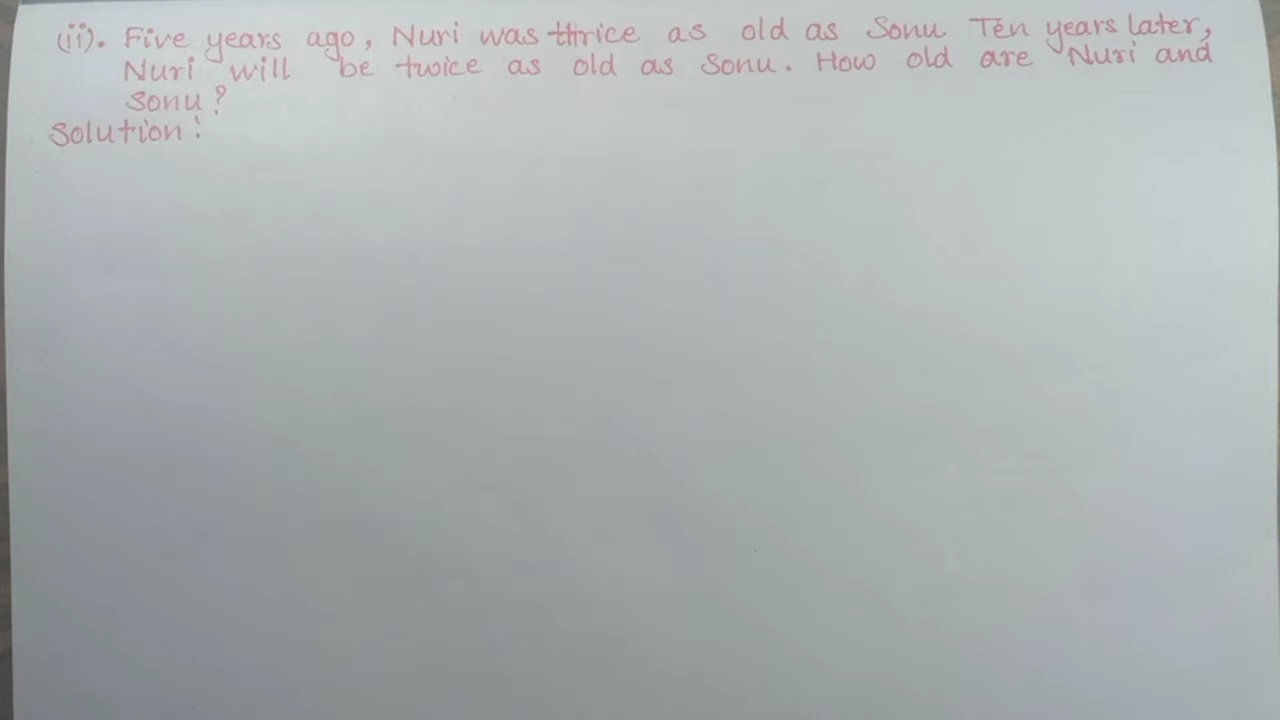 (ii). Five years ago, Nuri was thrice as old as Sonu. Ten years later,
Nuri will be twice as old as Sonu. How old are Nuri and
Sonu?
Solution: